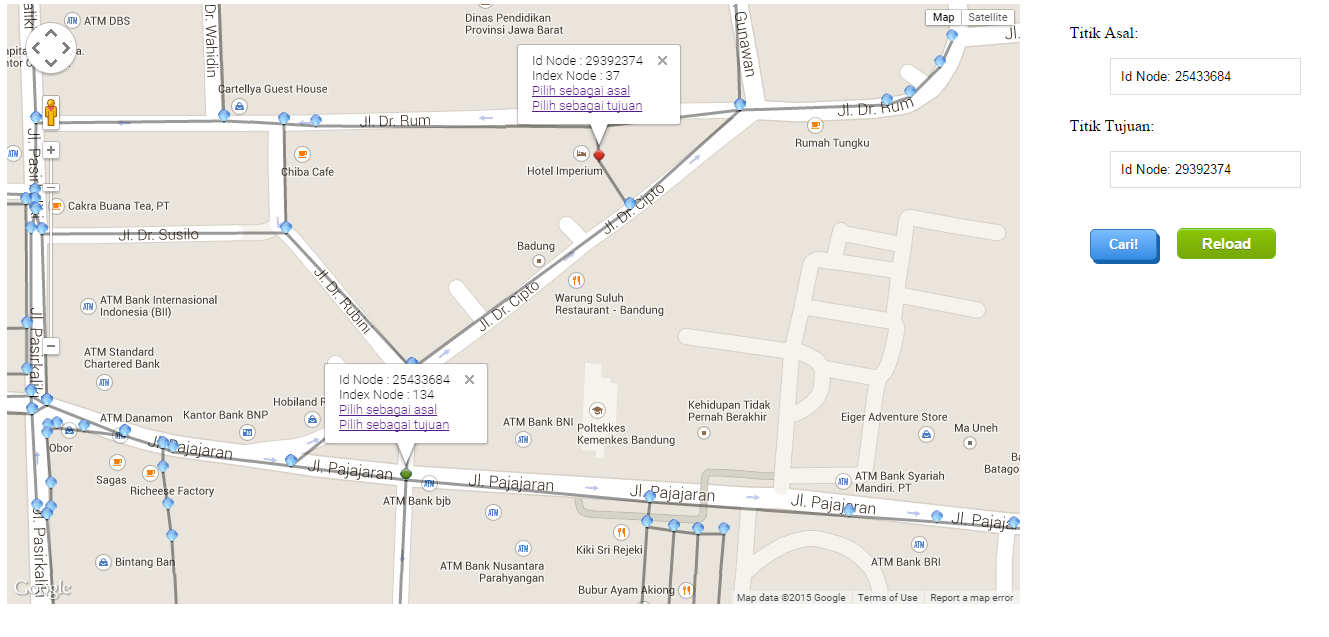 ATM DBS
Dr. Wahidin
Dinas Pendidikan
Provinsi Jawa Barat
Gunawan
Map
Satellite
Jl.
Id Node : 29392374
Index Node : 37
Pilih sebagai asal
Pilih sebagai tujuan
Cartellya Guest House
Jl. Dr. Rum
Jl. Dr. Rum
Rumah Tungku
ATM
Chiba Cafe
Hotel Imperium
Cakra Buana Tea, PT
Jl. Dr. Cipto
Jl. Dr. Susilo
Badung
Jl. Dr. Rubini
Jl. Dr. Cipto
ATM Bank Internasional
Indonesia (BII)
Warung Suluh
Restaurant - Bandung
Jl. Pasirkaliki
ATM Standard
Chartered Bank
Id Node : 25433684
Index Node : 134
Pilih sebagai asal
Pilih sebagai tujuan
Hobiland
ATM Danamon
Kantor Bank BNP
ATM Bank BNI
Poltekkes
Kemenkes Bandung
Kehidupan Tidak
Pernah Berakhir
Eiger Adventure Store
Ma Uneh
Obor
Jl. Pajajaran
Jl. Pajajaran
Jl. Pajajaran
Jl. Pajajaran
Jl. Pajajaran
Jl. Pajaja
Sagas
Richeese Factory
ATM Bank bjb
ATM Bank Syariah
Mandiri. PT
Batago
Jl. Pasirkaliki
Bintang Ban
Kiki Sri Rejeki
ATM Bank Nusantara
Parahyangan
ATM Bank BRI
Bubur Ayam Akiong
Google
Map data ©2015 Google
Terms of Use
Report a map error
Titik Asal:
Id Node: 25433684
Titik Tujuan:
Id Node: 29392374
Cari!
Reload